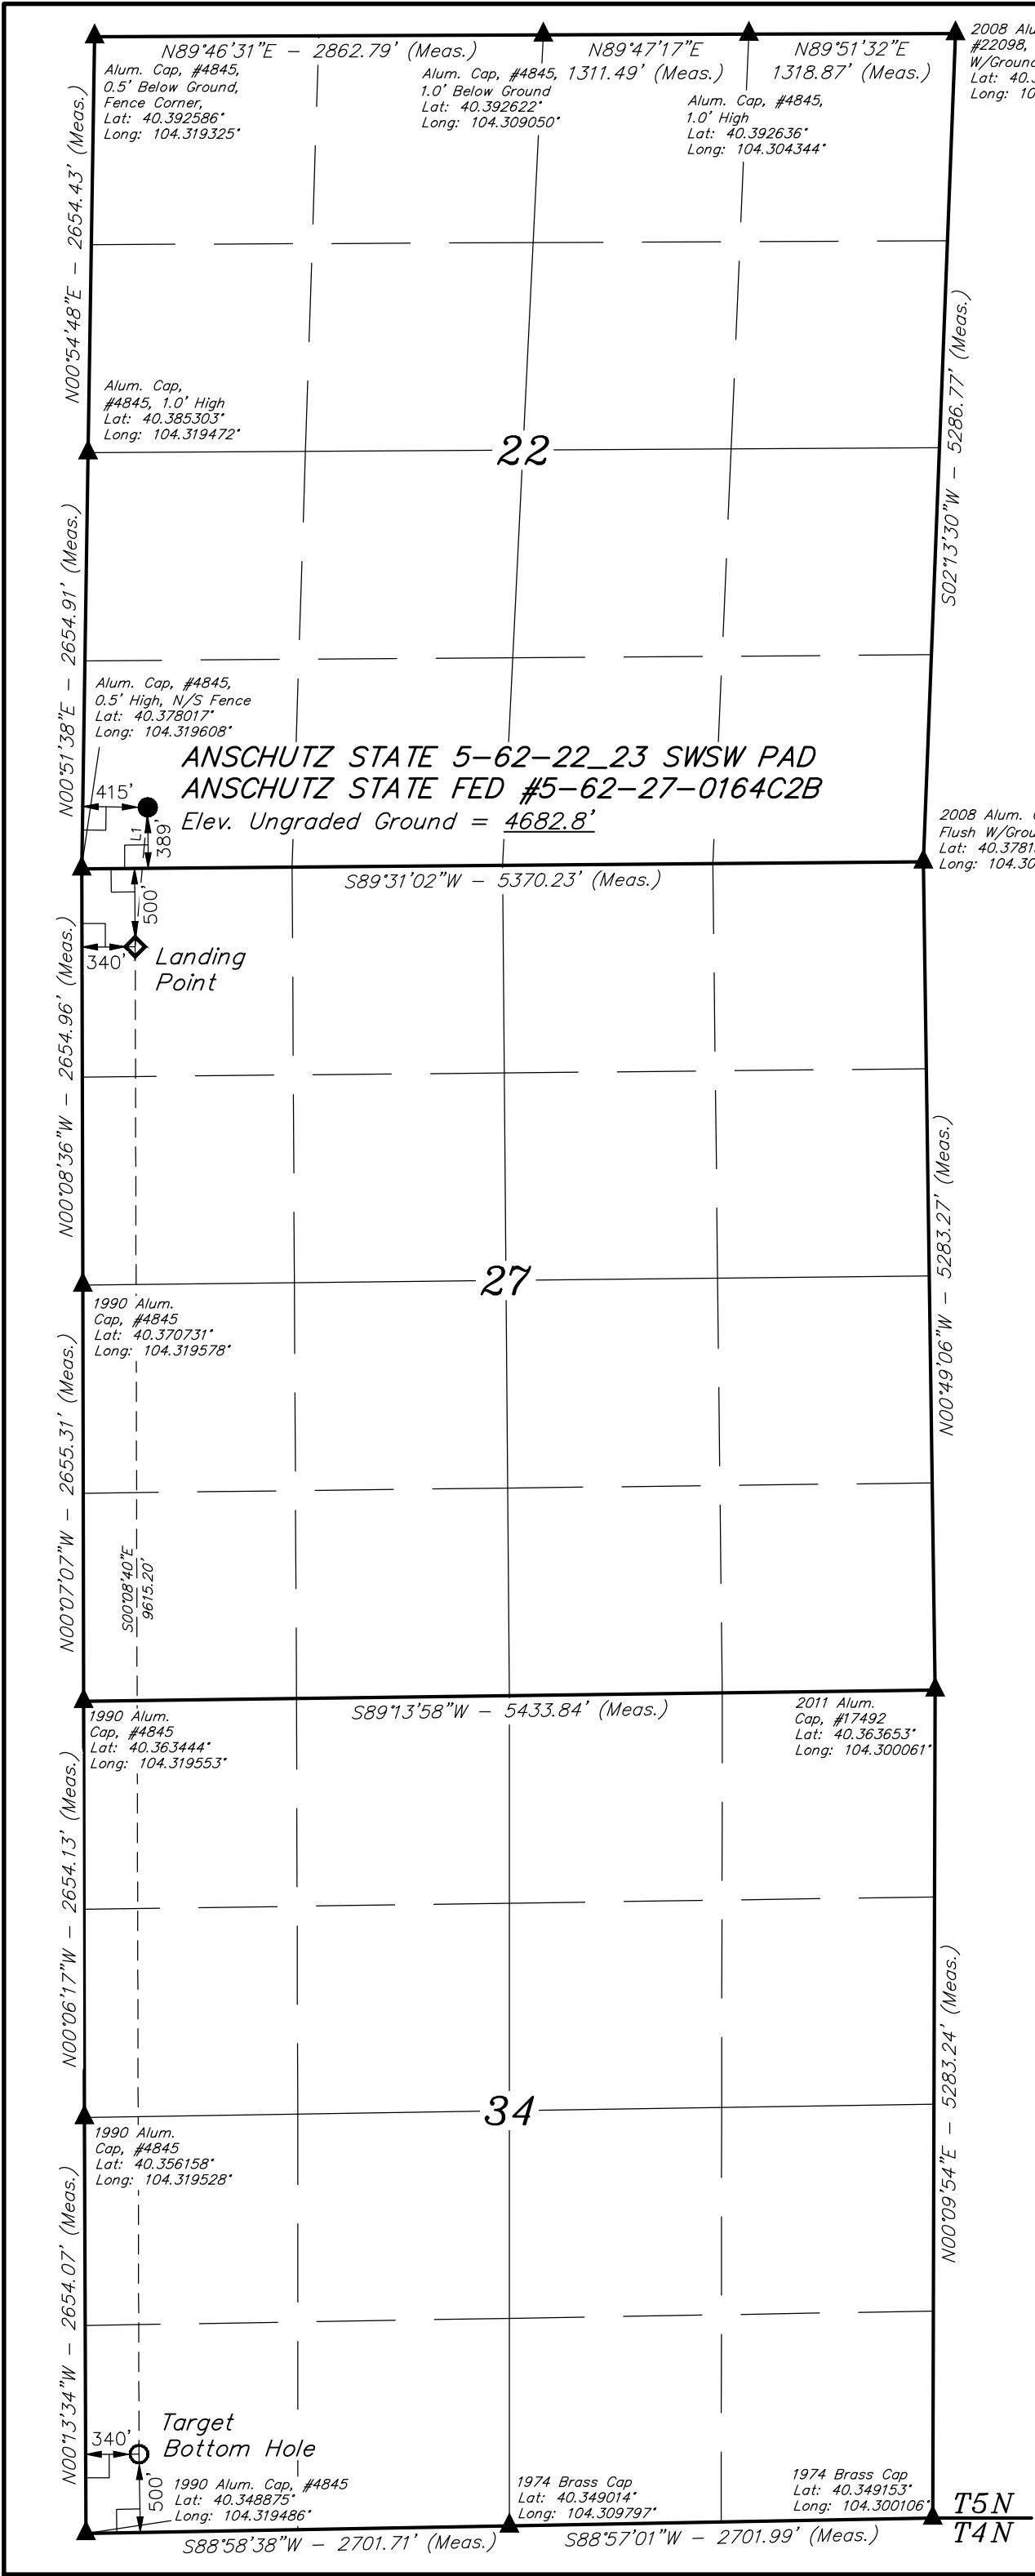 N89°46'31"E - 2862.79' (Meas.)
N89°47'17"E
1311.49' (Meas.)
N89°51'32"E
1318.87' (Meas.)
2008 Alu
#22098,
W/Ground
Alum. Cap, #4845,
0.5' Below Ground,
Fence Corner,
Lat: 40.392586°
Long: 104.319325°
Alum. Cap, #4845,
1.0' Below Ground
Lat: 40.392622°
Long: 104.309050°
Alum. Cap, #4845,
1.0' High
Lat: 40.392636°
Long: 104.304344°
N00°54'48"E - 2654.43' (Meas.)
Alum. Cap,
#4845, 1.0' High
Lat: 40.385303°
Long: 104.319472°
22
S02°13'30"W - 5286.77' (Meas.)
N00°51'38"E - 2654.91' (Meas.)
Alum. Cap, #4845,
0.5' High, N/S Fence
Lat: 40.378017°
Long: 104.319608°
ANSCHUTZ STATE 5-62-22_23 SWSW PAD
ANSCHUTZ STATE FED #5-62-27-0164C2B
Elev. Ungraded Ground = 4682.8'
415'
L1
389'
2008 Alum.
Flush W/Grou
Lat: 40.3781
Long: 104.30
S89°31'02"W - 5370.23' (Meas.)
500'
340'
Landing
Point
N00°08'36"W - 2654.96' (Meas.)
27
N00°49'06"W - 5283.27' (Meas.)
1990 Alum.
Cap, #4845
Lat: 40.370731°
Long: 104.319578°
N00°07'07"W - 2655.31' (Meas.)
S00°08'40"E
9615.20'
S89°13'58"W - 5433.84' (Meas.)
1990 Alum.
Cap, #4845
Lat: 40.363444°
Long: 104.319553°
2011 Alum.
Cap, #17492
Lat: 40.363653°
Long: 104.300061°
N00°06'17"W - 2654.13' (Meas.)
34
N00°09'54"E - 5283.24' (Meas.)
1990 Alum.
Cap, #4845
Lat: 40.356158°
Long: 104.319528°
N00°13'34"W - 2654.07' (Meas.)
Target
Bottom Hole
340'
500'
1990 Alum. Cap, #4845
Lat: 40.348875°
Long: 104.319486°
1974 Brass Cap
Lat: 40.349014°
Long: 104.309797°
1974 Brass Cap
Lat: 40.349153°
Long: 104.300106°
T5N
T4N
S88°58'38"W - 2701.71' (Meas.)
S88°57'01"W - 2701.99' (Meas.)